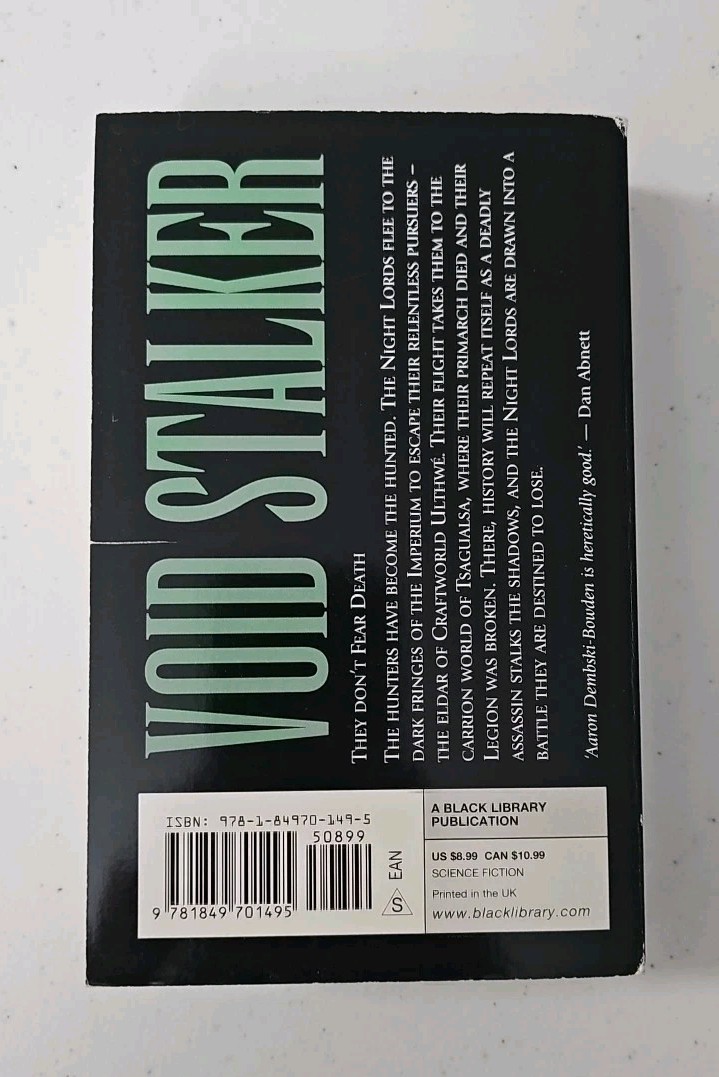 VOID STALKER
THEY DON'T FEAR DEATH
THE HUNTERS HAVE BECOME THE HUNTED. THE NIGHT LORDS FLEE TO THE
DARK FRINGES OF THE IMPERIUM TO ESCAPE THEIR RELENTLESS PURSUERS –
THE ELDAR OF CRAFTWORLD ULTHWÉ. THEIR FLIGHT TAKES THEM TO THE
CARRION WORLD OF TSAGUALSA, WHERE THEIR PRIMARCH DIED AND THEIR
LEGION WAS BROKEN. THERE, HISTORY WILL REPEAT ITSELF AS A DEADLY
ASSASSIN STALKS THE SHADOWS, AND THE NIGHT LORDS ARE DRAWN INTO A
BATTLE THEY ARE DESTINED TO LOSE.
'Aaron Dembski-Bowden is heretically good.' — Dan Abnett
ISBN: 978-1-84970-149-5
50899
9 781849 701495
S EAN
A BLACK LIBRARY
PUBLICATION
US $8.99 CAN $10.99
SCIENCE FICTION
Printed in the UK
www.blacklibrary.com